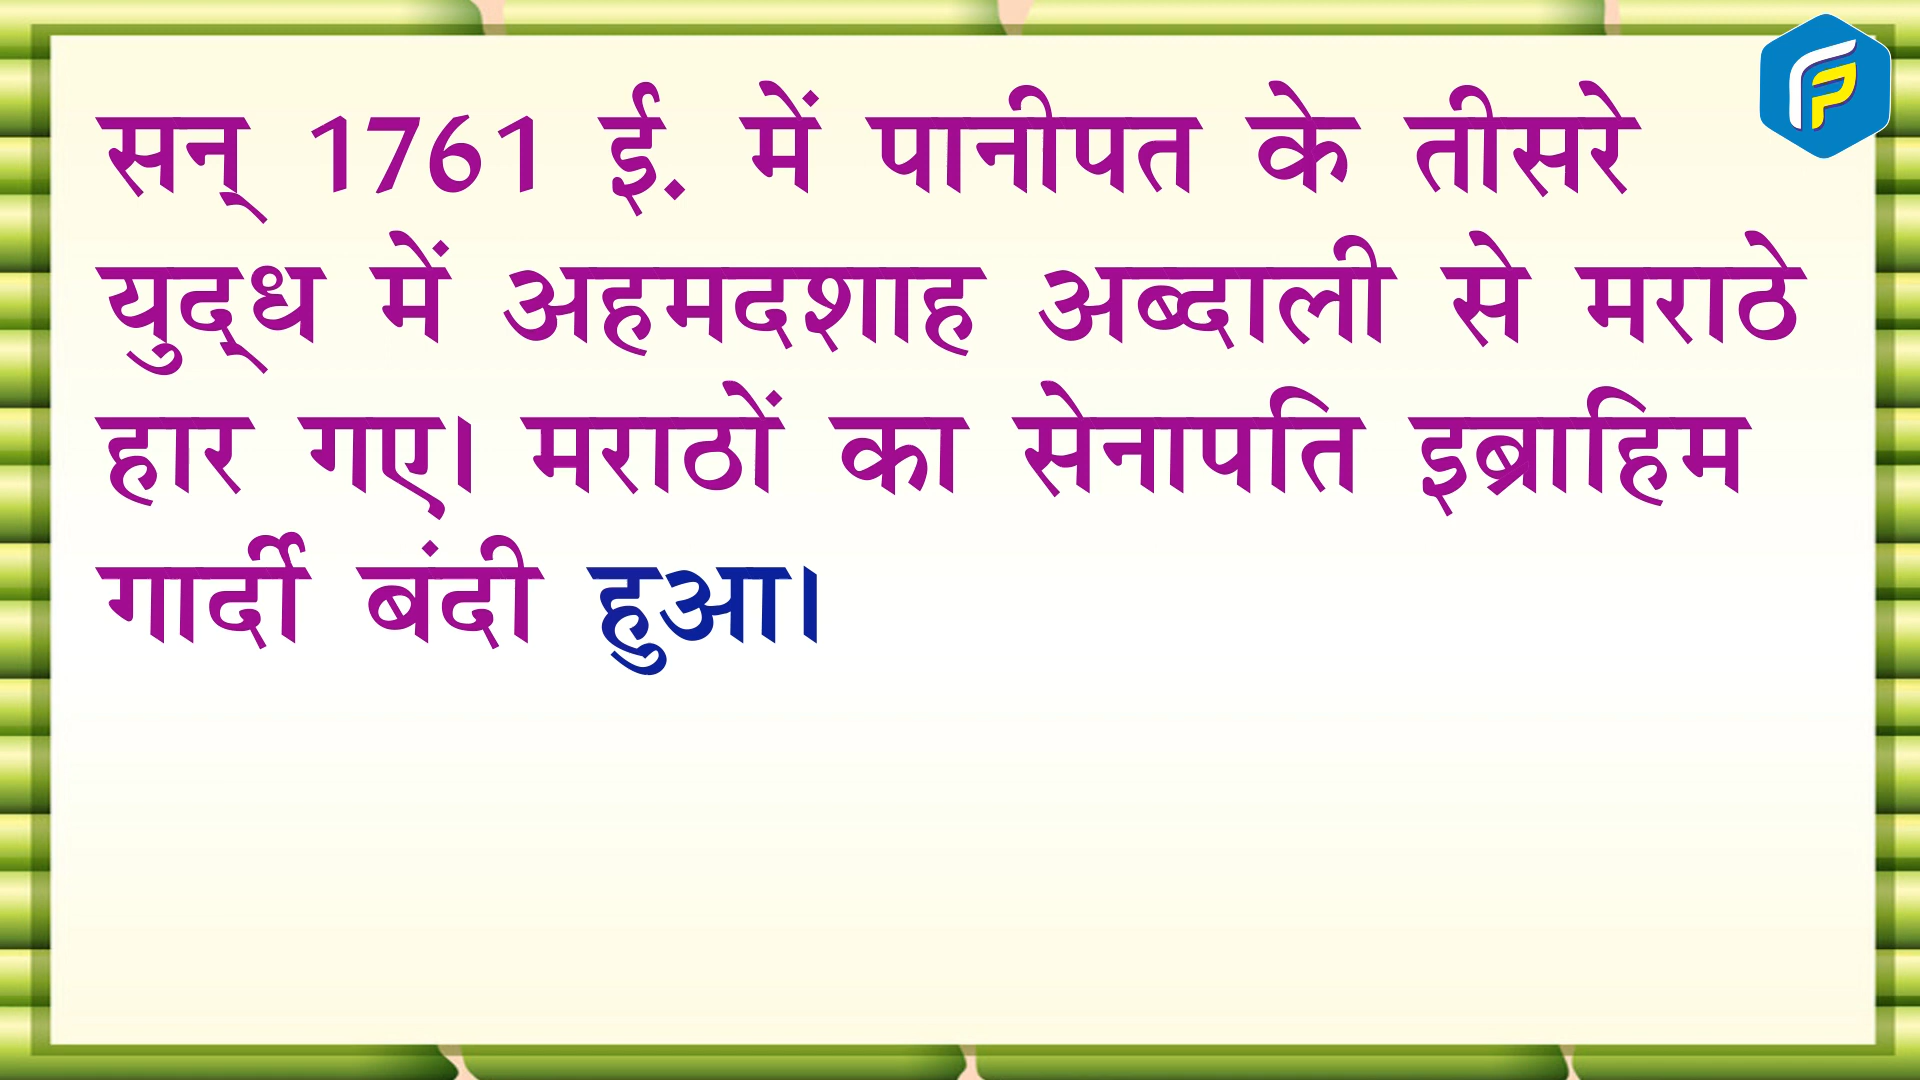 सन् 1761 ई. में पानीपत के तीसरे
युद्‌ध में अहमदशाह अब्दाली से मराठे
हार गए। मराठों का सेनापति इब्राहिम
गार्दी बंदी हुआ।